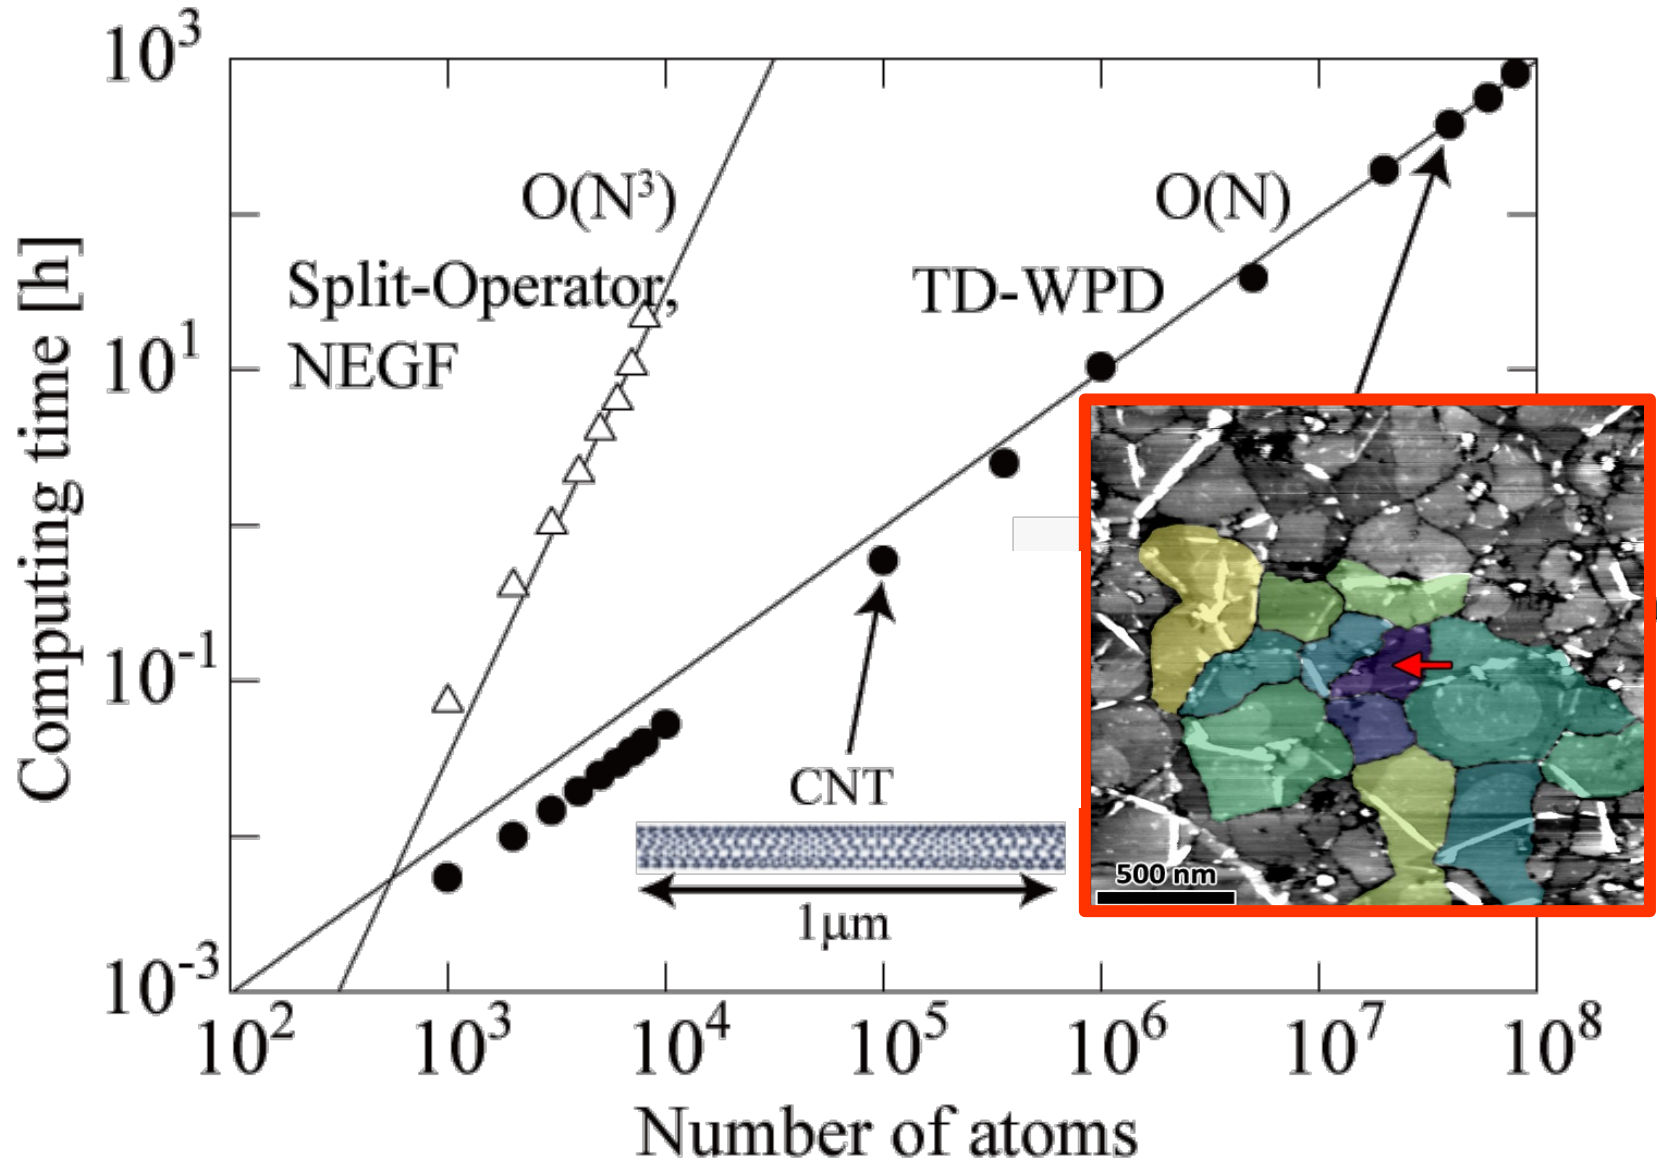 Computing time [h]
10³
10¹
10⁻¹
10⁻³
O(N³)
Split-Operator,
NEGF
O(N)
TD-WPD
CNT
1μm
500 nm
10² 10³ 10⁴ 10⁵ 10⁶ 10⁷ 10⁸
Number of atoms